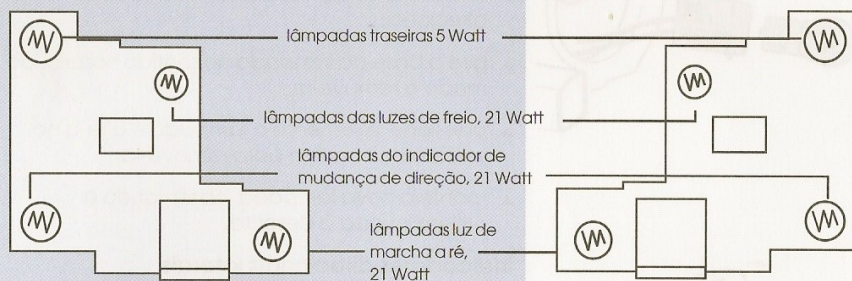 lâmpadas traseiras 5 Watt
lâmpadas das luzes de freio, 21 Watt
lâmpadas do indicador de
mudança de direção, 21 Watt
lâmpadas luz de
marcha a ré,
21 Watt